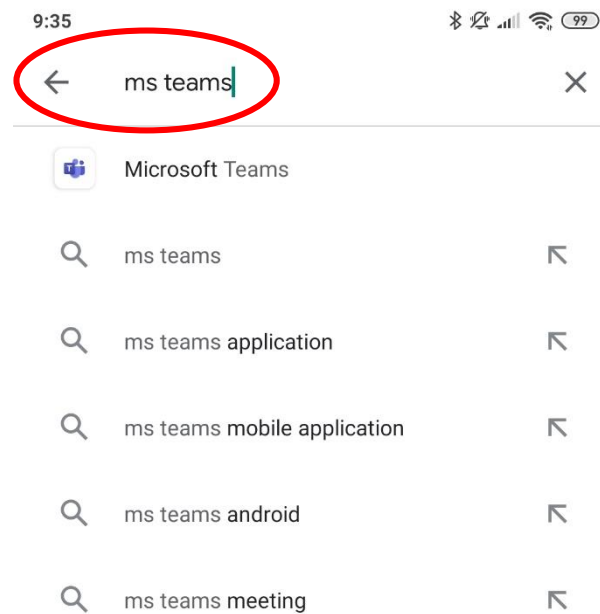 9:35
99
ms teams
Microsoft Teams
ms teams
ms teams application
ms teams mobile application
ms teams android
ms teams meeting